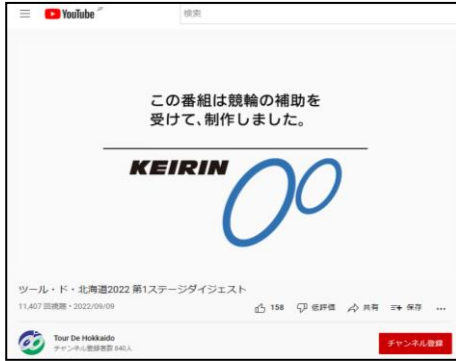 YouTube JP
検索
この番組は競輪の補助を
受けて、制作しました。
KEIRIN
ツール・ド・北海道2022 第1ステージダイジェスト
11,407 回視聴・2022/09/09
158 低評価 共有 保存 ...
Tour De Hokkaido
チャンネル登録者数 640人
チャンネル登録